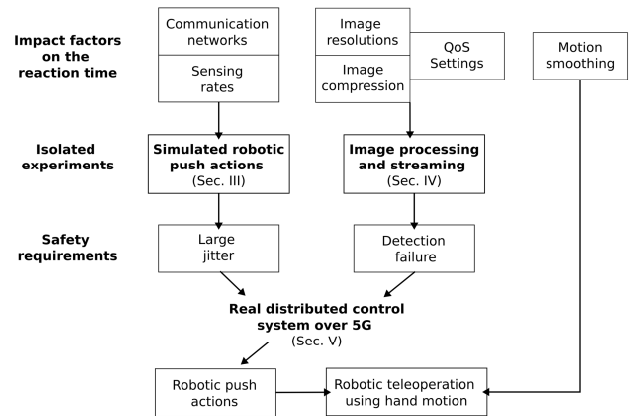 Impact factors
on the
reaction time
Communication
networks
Sensing
rates
Image
resolutions
Image
compression
QoS
Settings
Motion
smoothing
Isolated
experiments
Simulated robotic
push actions
(Sec. III)
Image processing
and streaming
(Sec. IV)
Safety
requirements
Large
jitter
Detection
failure
Real distributed control
system over 5G
(Sec. V)
Robotic push
actions
Robotic teleoperation
using hand motion